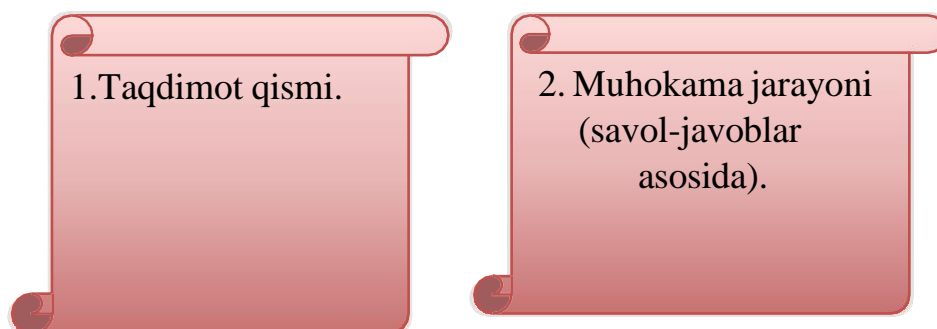 1.Taqdimot qismi.
2. Muhokama jarayoni
(savol-javoblar
asosida).